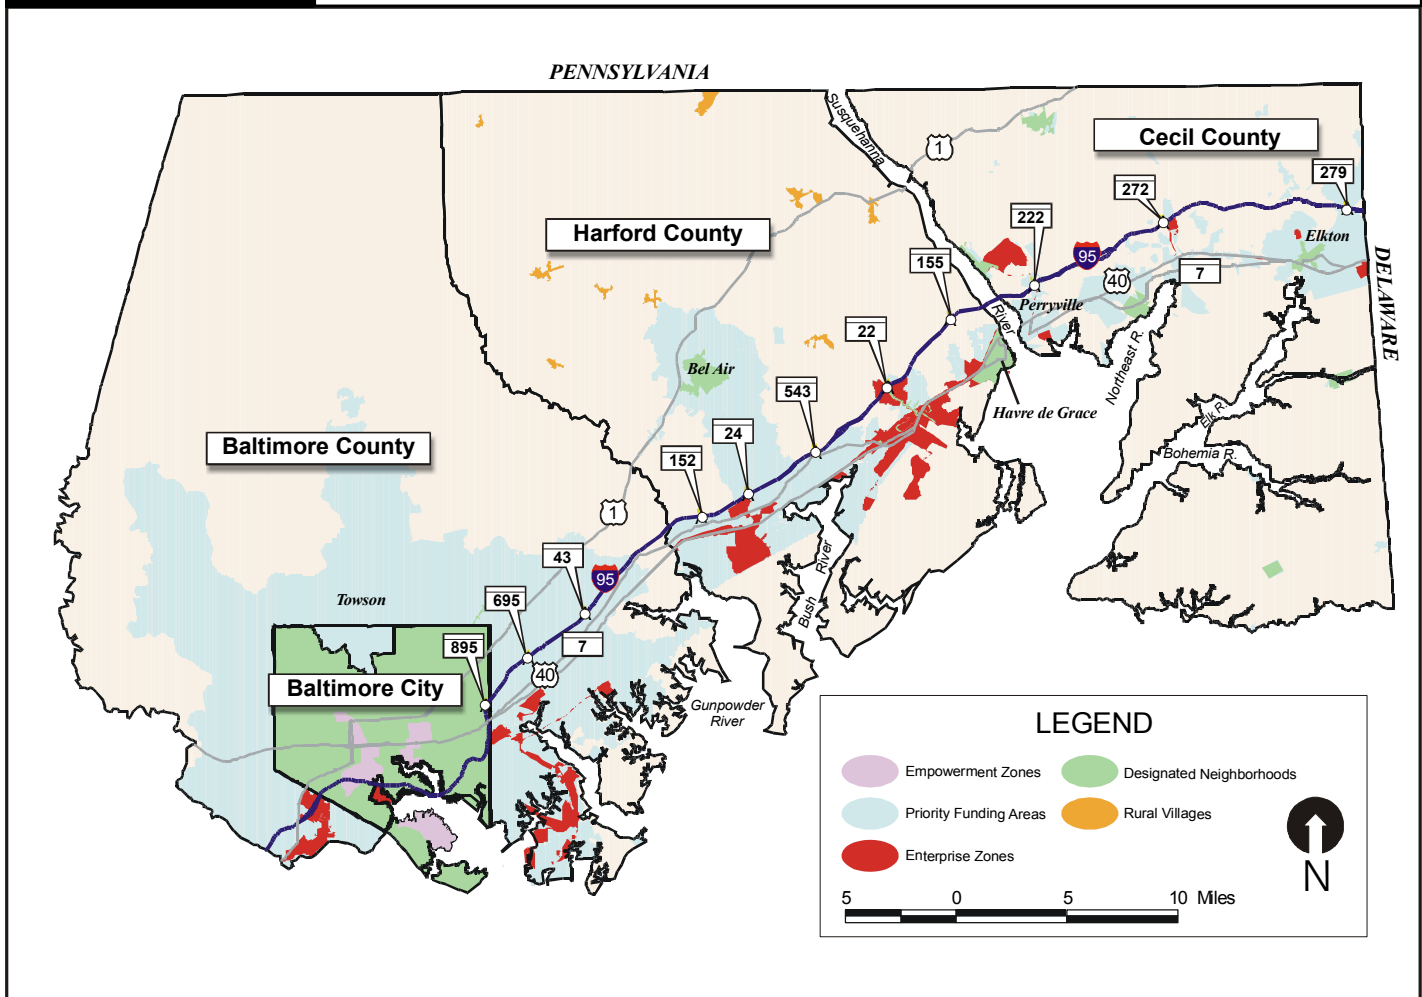 PENNSYLVANIA
Susquehanna
1
Cecil County
279
272
222
Harford County
Elkton
95
155
7
40
DELAWARE
River
Perryville
22
Northeast R.
Bel Air
543
Havre de Grace
Elk R.
24
Baltimore County
152
Bohemia R.
1
43
River
95
Bush
695
Towson
7
895
40
Baltimore City
Gunpowder
River
LEGEND
Empowerment Zones
Designated Neighborhoods
Priority Funding Areas
Rural Villages
Enterprise Zones
N
5 0 5 10 Miles